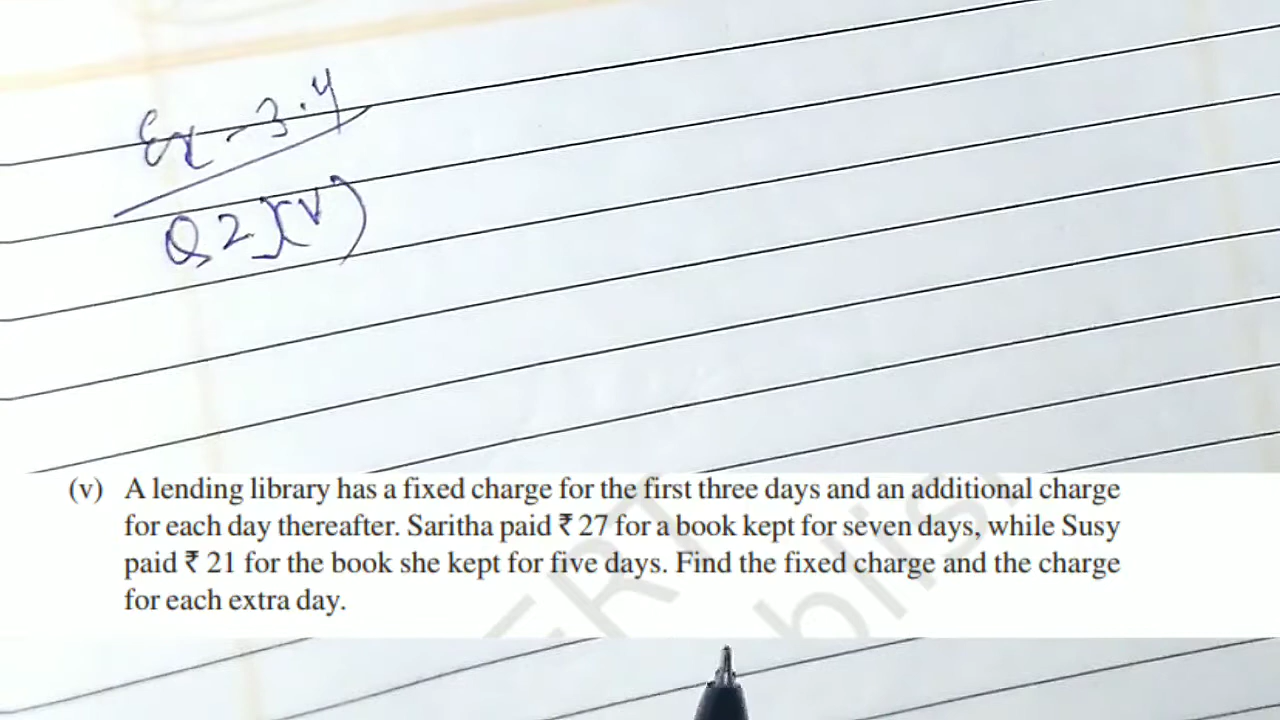 Ex-3.4
Q2](v)
(v) A lending library has a fixed charge for the first three days and an additional charge
for each day thereafter. Saritha paid ₹ 27 for a book kept for seven days, while Susy
paid ₹ 21 for the book she kept for five days. Find the fixed charge and the charge
for each extra day.